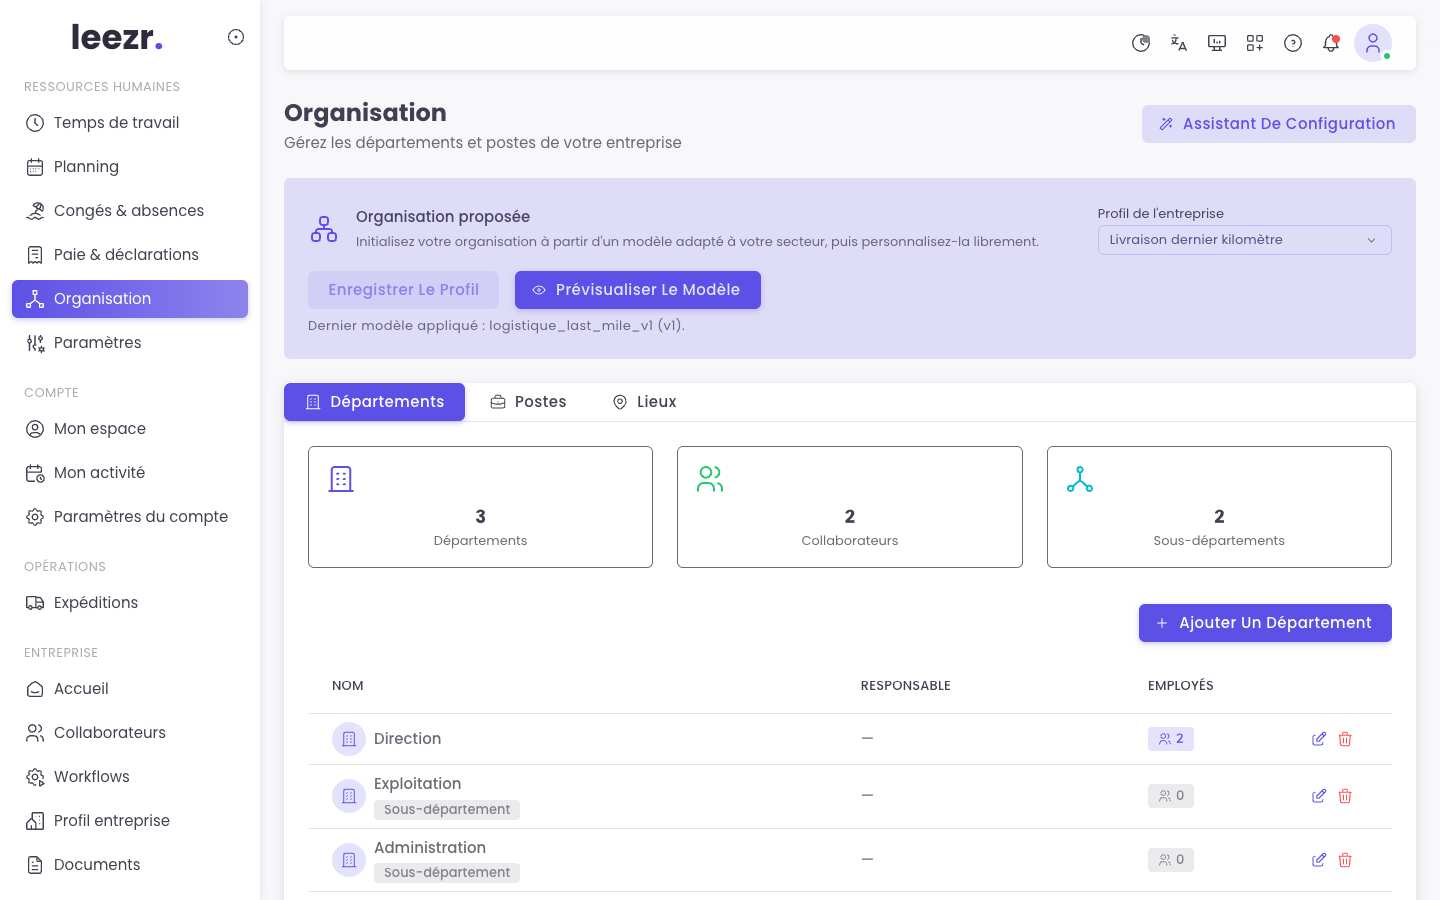 leezr.
RESSOURCES HUMAINES
Temps de travail
Planning
Congés & absences
Paie & déclarations
Organisation
Paramètres
COMPTE
Mon espace
Mon activité
Paramètres du compte
OPÉRATIONS
Expéditions
ENTREPRISE
Accueil
Collaborateurs
Workflows
Profil entreprise
Documents
Organisation
Gérez les départements et postes de votre entreprise
Assistant De Configuration
Organisation proposée
Initialisez votre organisation à partir d'un modèle adapté à votre secteur, puis personnalisez-la librement.
Profil de l'entreprise
Livraison dernier kilomètre
Enregistrer Le Profil
Prévisualiser Le Modèle
Dernier modèle appliqué : logistique_last_mile_v1 (v1).
Départements
Postes
Lieux
3
Départements
2
Collaborateurs
2
Sous-départements
+ Ajouter Un Département
NOM RESPONSABLE EMPLOYÉS
Direction — 2
Exploitation
Sous-département — 0
Administration
Sous-département — 0